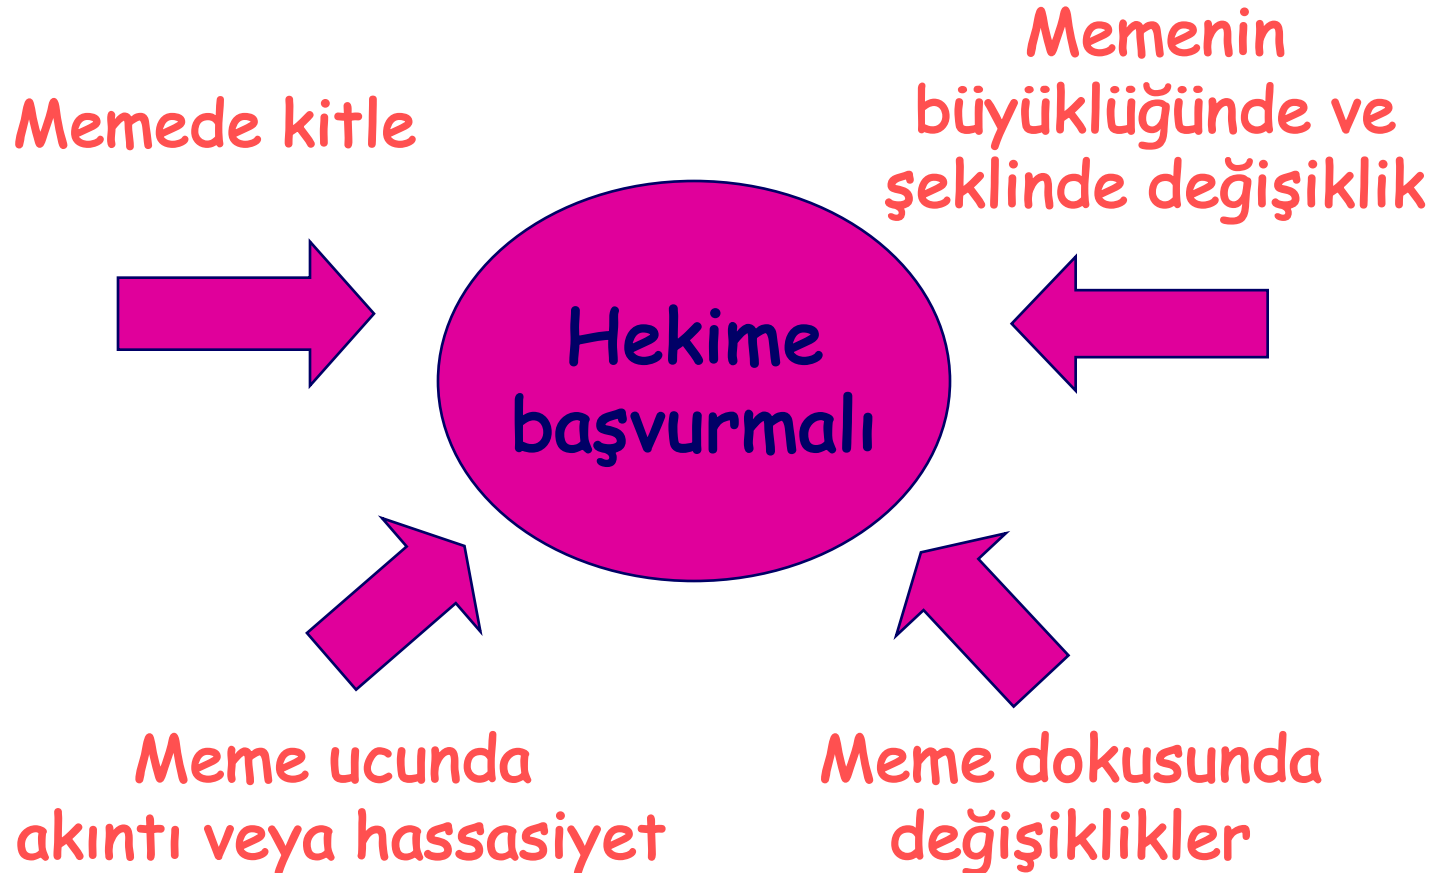 Memede kitle
Memenin
büyüklüğünde ve
şeklinde değişiklik
Hekime
başvurmalı
Meme ucunda
akıntı veya hassasiyet
Meme dokusunda
değişiklikler